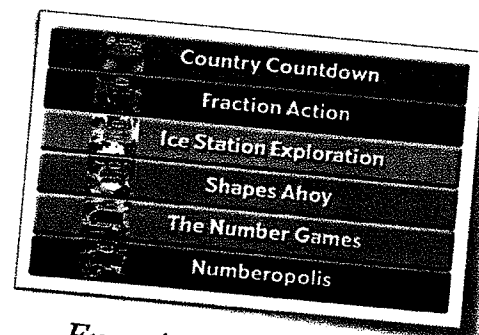 Country Countdown
Fraction Action
Ice Station Exploration
Shapes Ahoy
The Number Games
Numberopolis